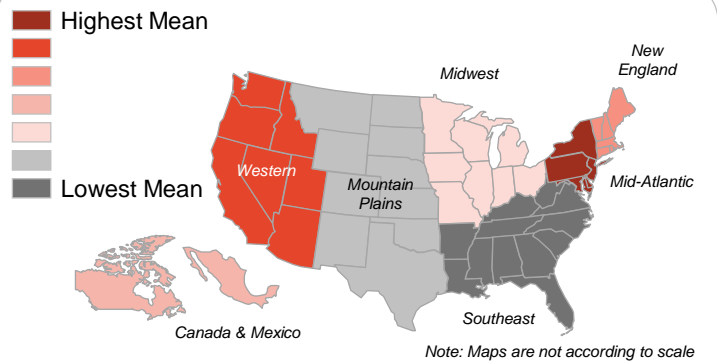 Highest Mean
Lowest Mean
New
England
Midwest
Western
Mountain
Plains
Mid-Atlantic
Canada & Mexico
Southeast
Note: Maps are not according to scale